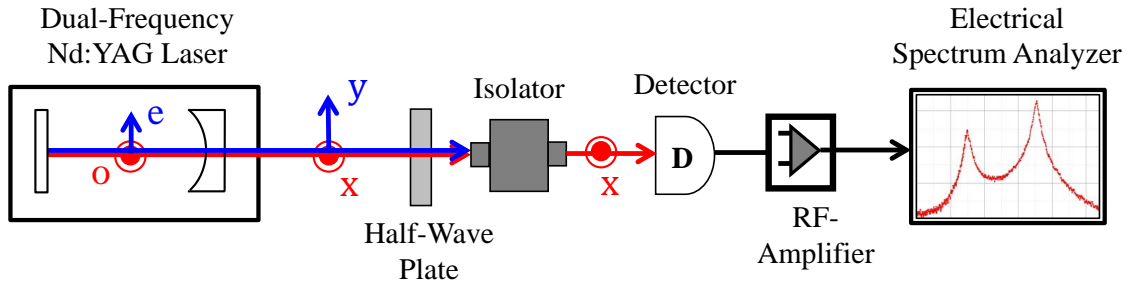 Dual-Frequency
Nd:YAG Laser
e
o
y
x
Half-Wave
Plate
Isolator
x
Detector
D
RF-
Amplifier
Electrical
Spectrum Analyzer